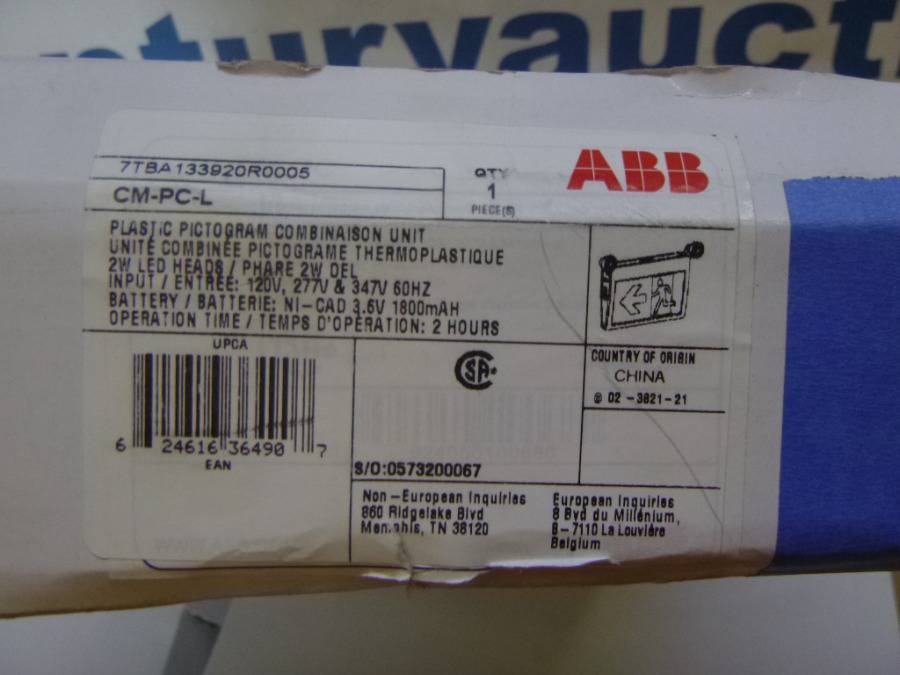 nturyaucti
7TBA133920R0005
CM-PC-L
QTY
1
PIECE(S)
ABB
PLASTIC PICTOGRAM COMBINAISON UNIT
UNITÉ COMBINÉE PICTOGRAME THERMOPLASTIQUE
2W LED HEADS / PHARE 2W DEL
INPUT / ENTRÉE: 120V, 277V & 347V 60HZ
BATTERY / BATTERIE: NI-CAD 3.6V 1800mAH
OPERATION TIME / TEMPS D'OPÉRATION: 2 HOURS
UPCA
6 24616 36490 7
EAN
SA
S/O:0573200067
COUNTRY OF ORIGIN
CHINA
02-3821-21
Non-European Inquiries
860 Ridgelake Blvd
Memphis, TN 38120
European Inquiries
8 Bvd du Millénium,
B-7110 La Louvière
Belgium